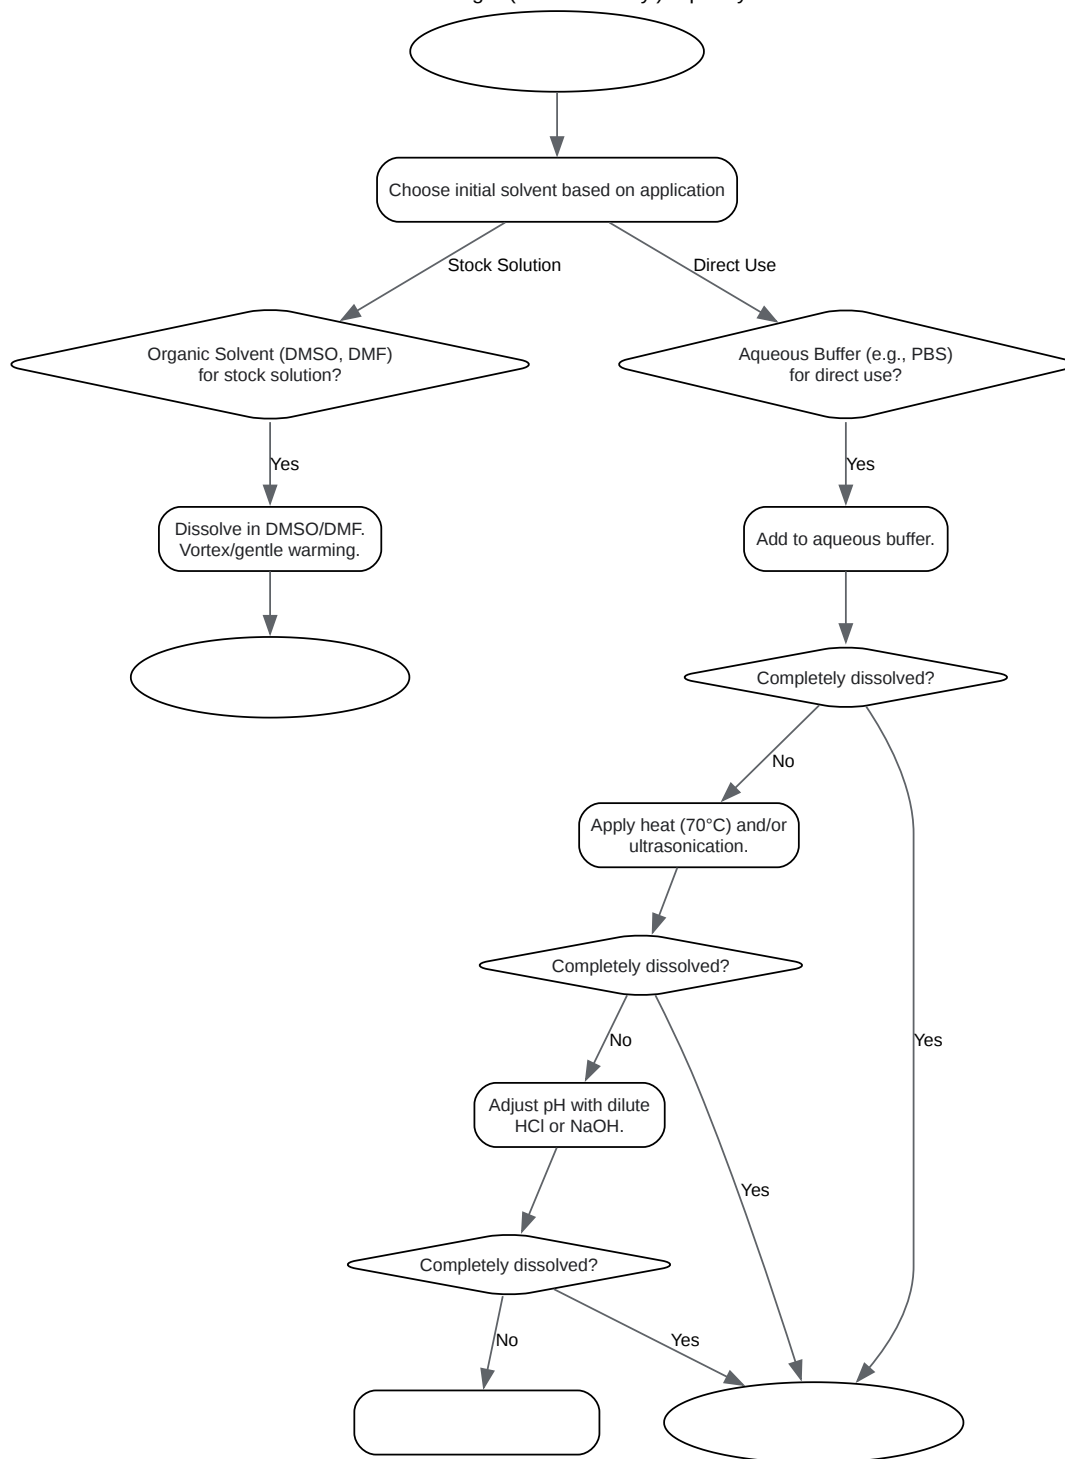 Choose initial solvent based on application
Stock Solution
Direct Use
Organic Solvent (DMSO, DMF)
for stock solution?
Aqueous Buffer (e.g., PBS)
for direct use?
Yes
Yes
Dissolve in DMSO/DMF.
Vortex/gentle warming.
Add to aqueous buffer.
Completely dissolved?
No
Apply heat (70°C) and/or
ultrasonication.
Completely dissolved?
No
Yes
Adjust pH with dilute
HCl or NaOH.
Yes
Completely dissolved?
No
Yes